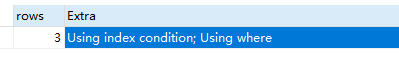 rows Extra
3 Using index condition; Using where